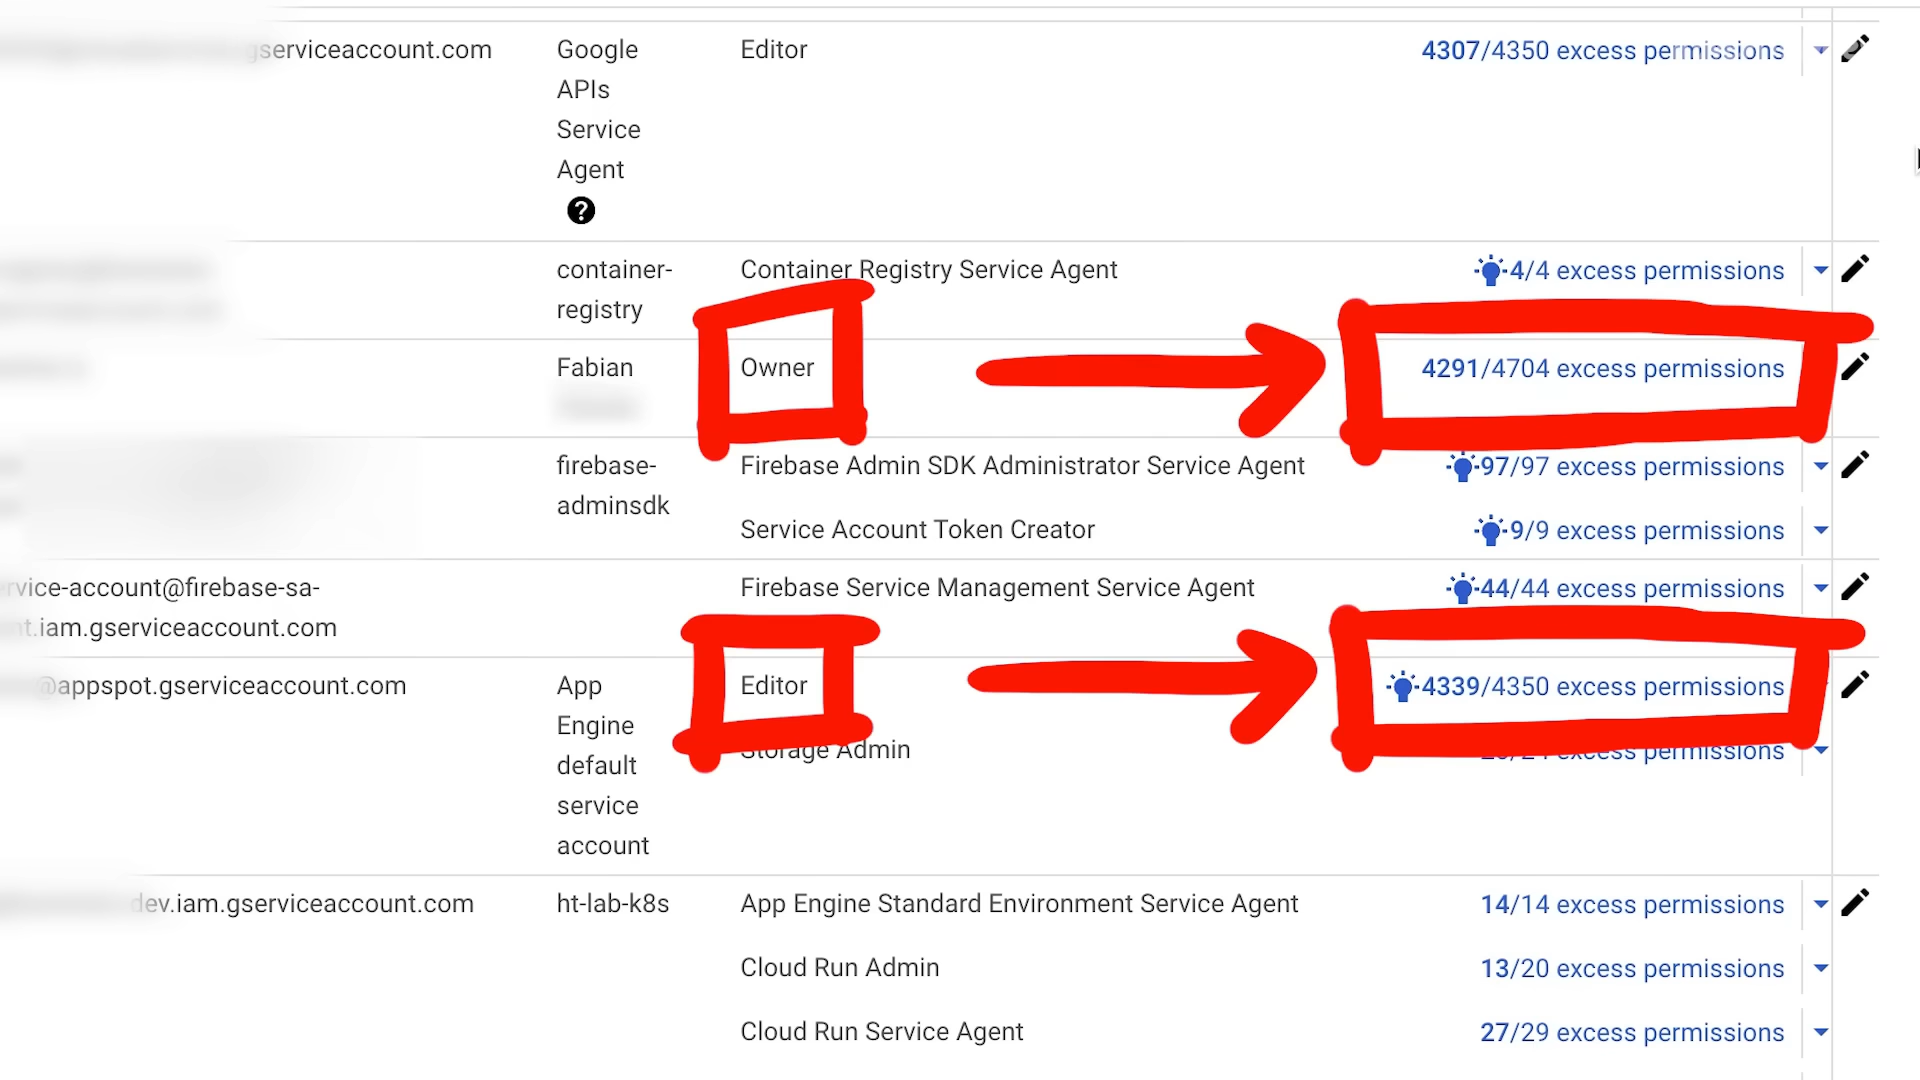 gserviceaccount.com Google Editor 4307/4350 excess permissions
APIs
Service
Agent
?
container- Container Registry Service Agent 4/4 excess permissions
registry
Fabian Owner 4291/4704 excess permissions
firebase- Firebase Admin SDK Administrator Service Agent 97/97 excess permissions
adminsdk
Service Account Token Creator 9/9 excess permissions
rvice-account@firebase-sa- Firebase Service Management Service Agent 44/44 excess permissions
nt.iam.gserviceaccount.com
@appspot.gserviceaccount.com App Editor 4339/4350 excess permissions
Engine
Storage Admin excess permissions
default
service
account
dev.iam.gserviceaccount.com ht-lab-k8s App Engine Standard Environment Service Agent 14/14 excess permissions
Cloud Run Admin 13/20 excess permissions
Cloud Run Service Agent 27/29 excess permissions